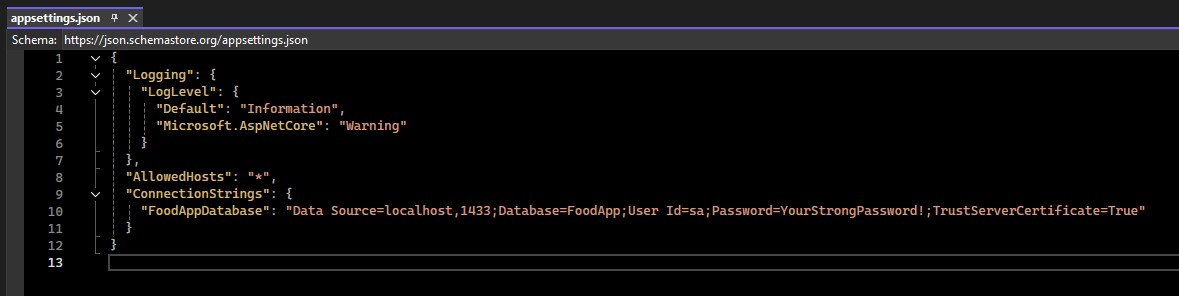 appsettings.json
Schema: https://json.schemastore.org/appsettings.json
1 {
2 "Logging": {
3 "LogLevel": {
4 "Default": "Information",
5 "Microsoft.AspNetCore": "Warning"
6 }
7 },
8 "AllowedHosts": "*",
9 "ConnectionStrings": {
10 "FoodAppDatabase": "Data Source=localhost,1433;Database=FoodApp;User Id=sa;Password=YourStrongPassword!;TrustServerCertificate=True"
11 }
12 }
13